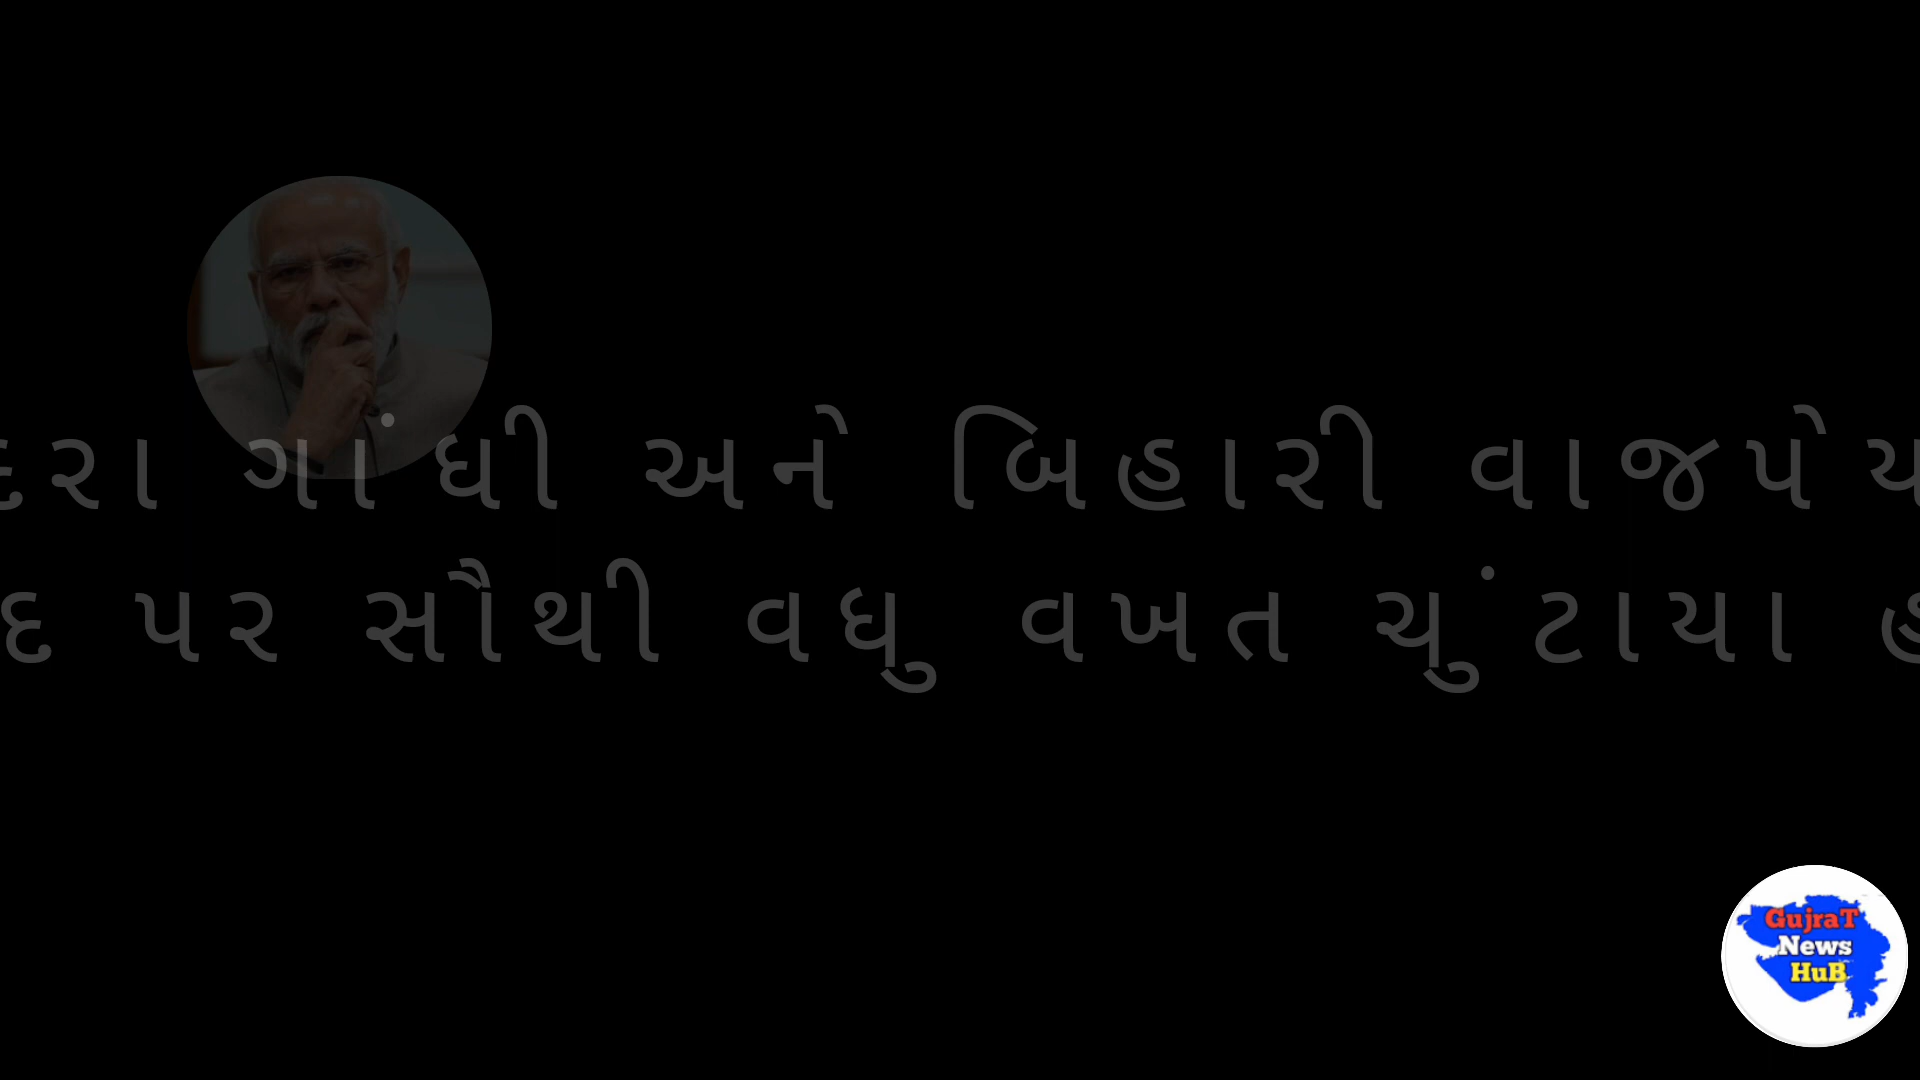 રા ગાંધી અને બિહારી વાજપેય
દ પર સૌથી વધુ વખત ચુંટાયા
GujraT
News
HuB